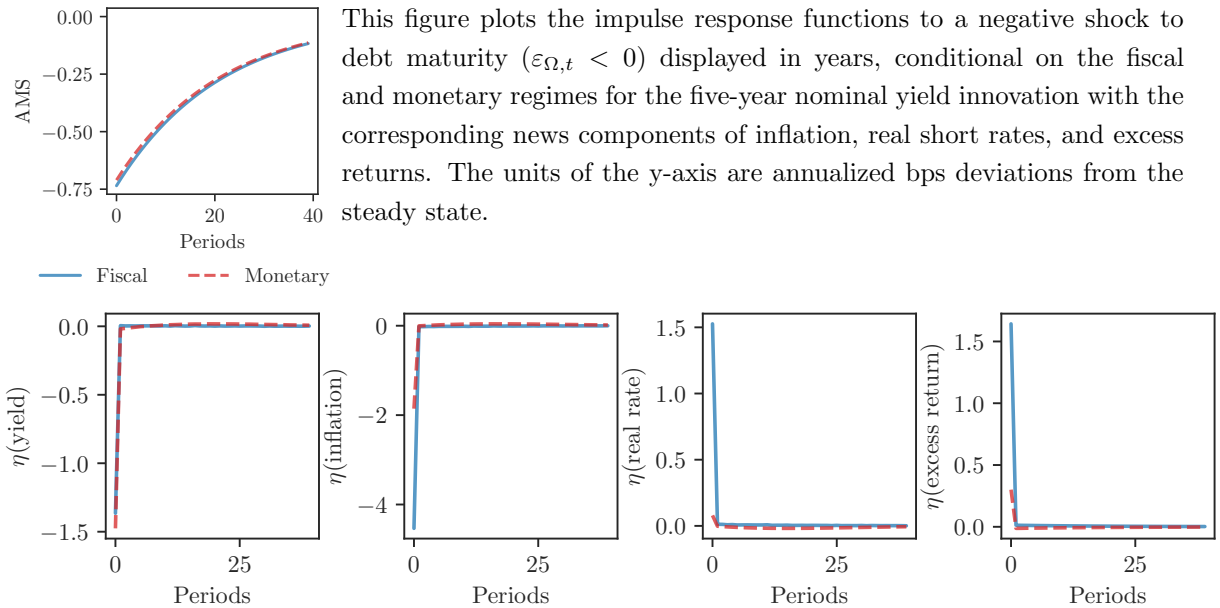 This figure plots the impulse response functions to a negative shock to
debt maturity (εΩ,t < 0) displayed in years, conditional on the fiscal
and monetary regimes for the five-year nominal yield innovation with the
corresponding news components of inflation, real short rates, and excess
returns. The units of the y-axis are annualized bps deviations from the
steady state.
AMS
0.00
−0.25
−0.50
−0.75
0 20 40
Periods
Fiscal Monetary
η(yield)
0.0
−0.5
−1.0
−1.5
0 25
Periods
η(inflation)
0
−2
−4
0 25
Periods
η(real rate)
1.5
1.0
0.5
0.0
0 25
Periods
η(excess return)
1.5
1.0
0.5
0.0
0 25
Periods